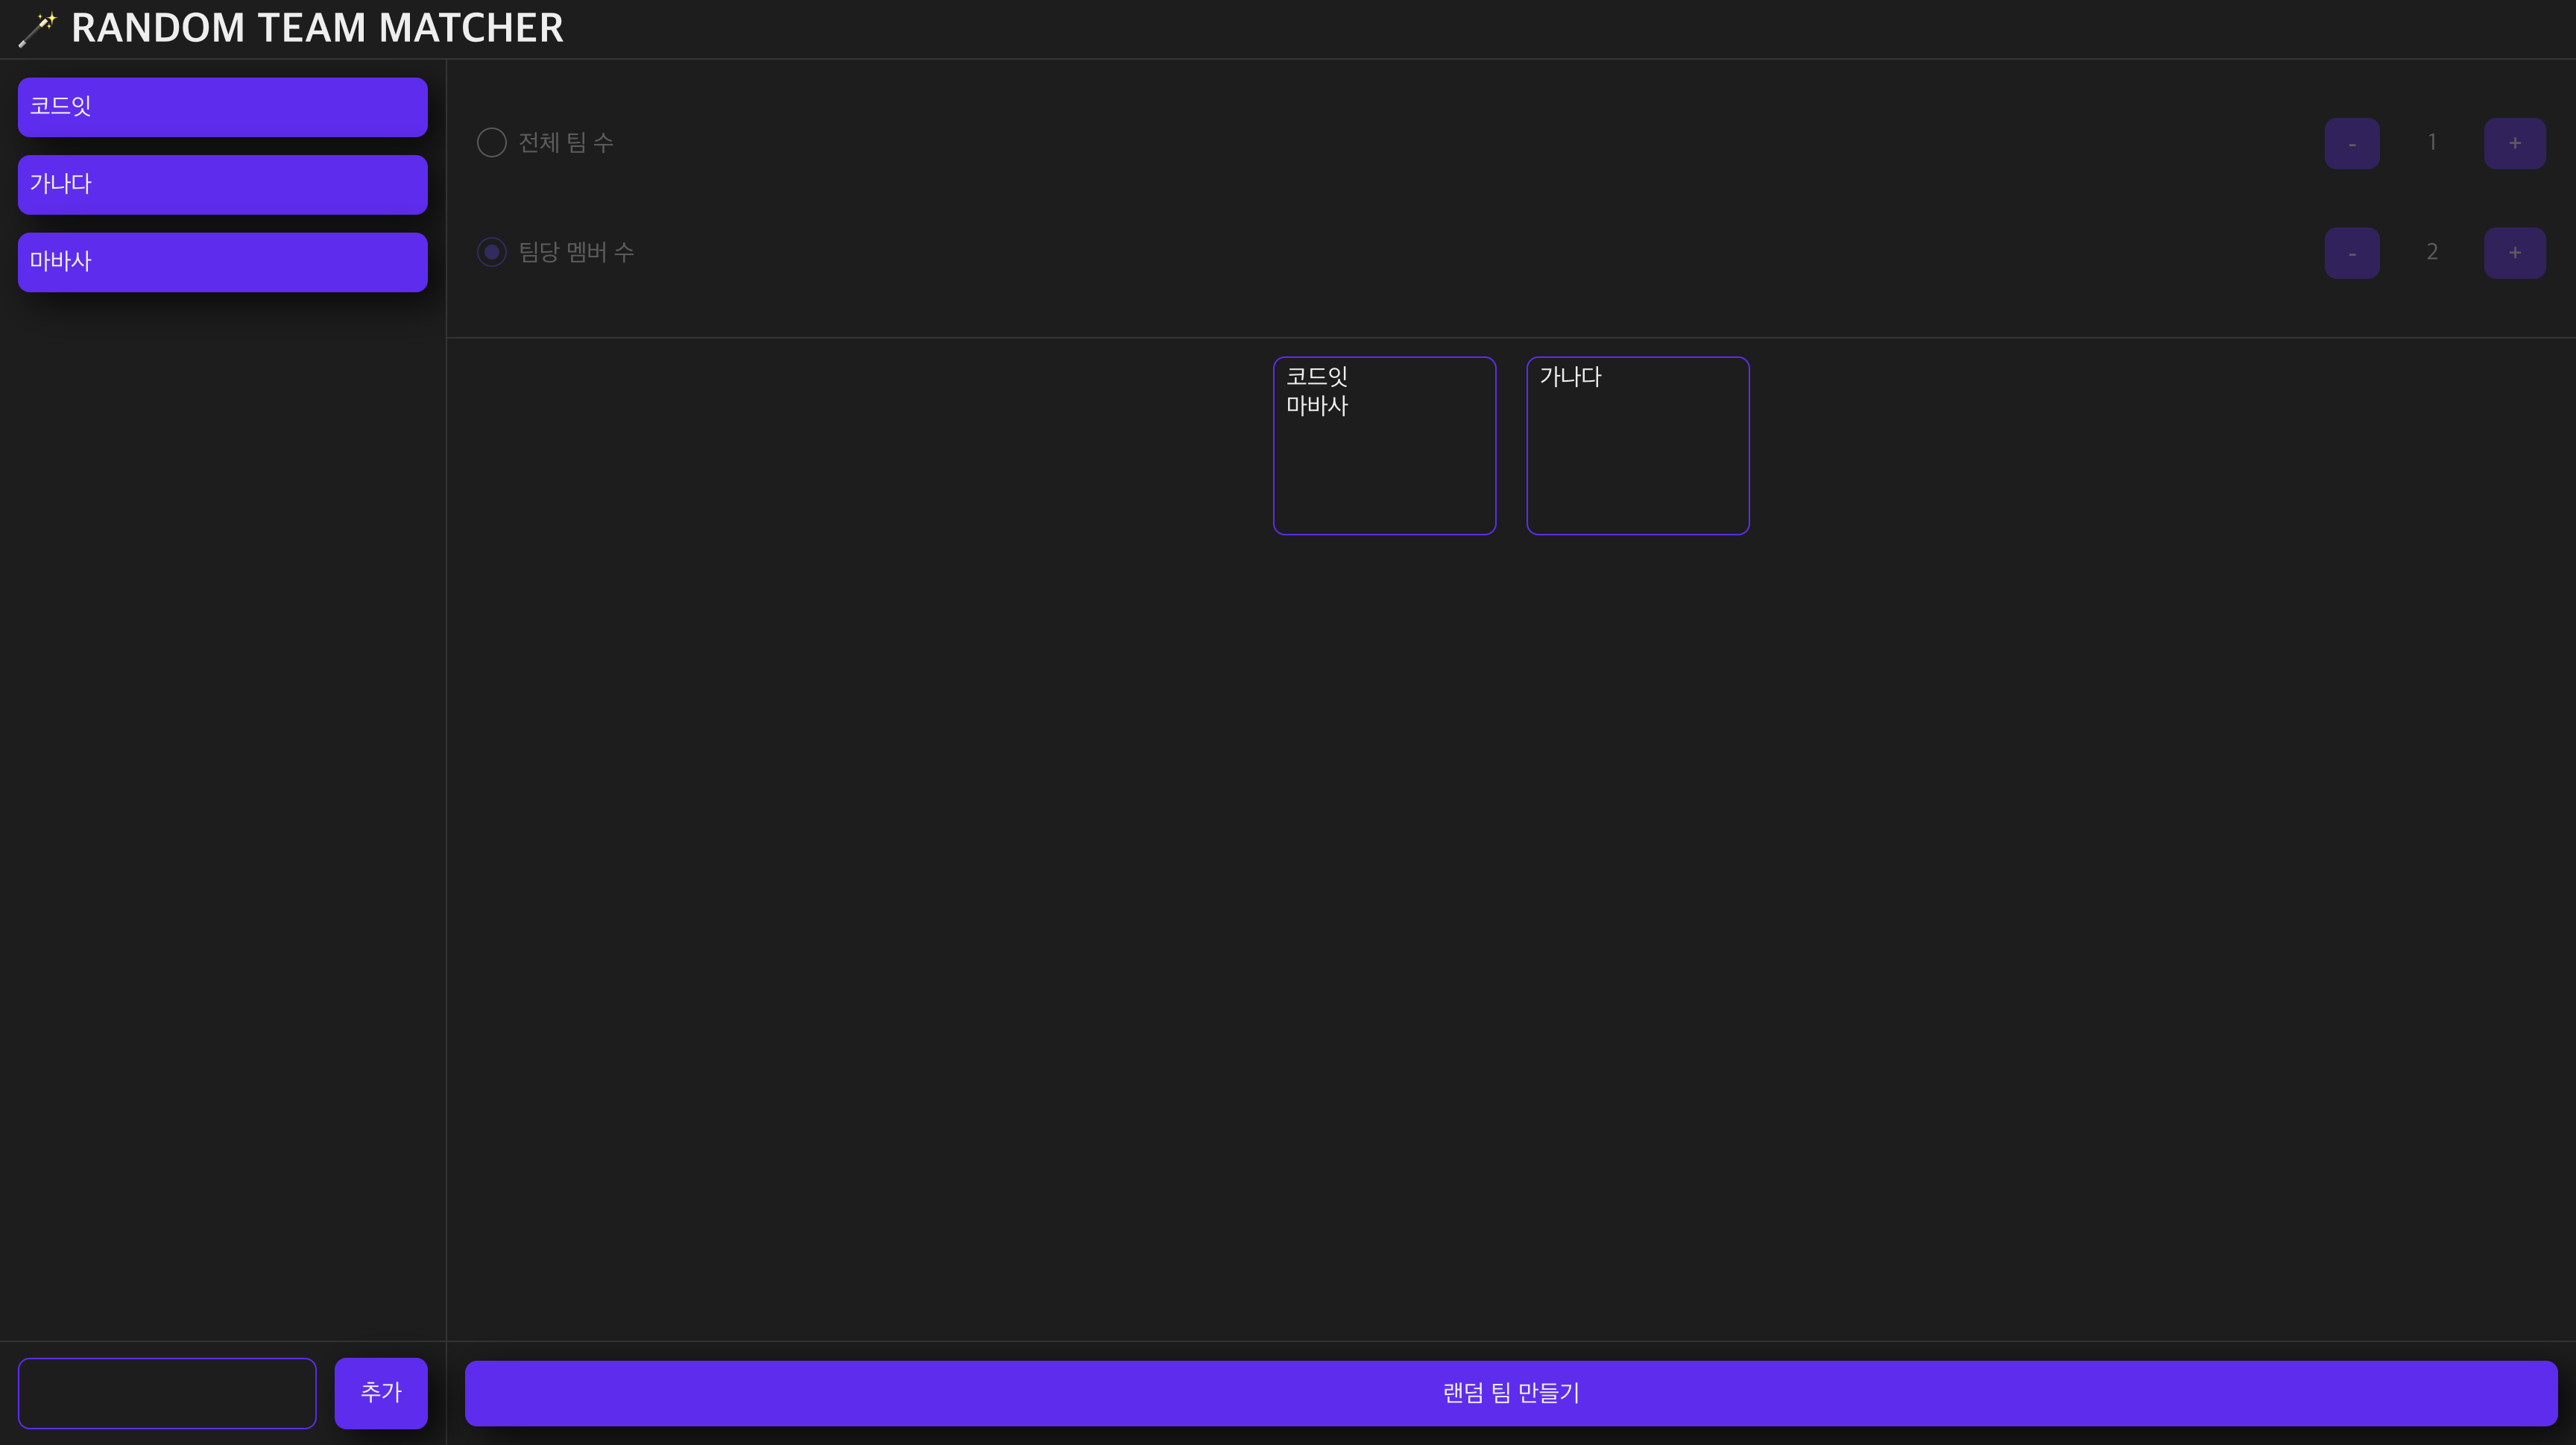 RANDOM TEAM MATCHER
코드잇
가나다
마바사
전체 팀 수 - 1 +
팀당 멤버 수 - 2 +
코드잇
마바사
가나다
추가
랜덤 팀 만들기